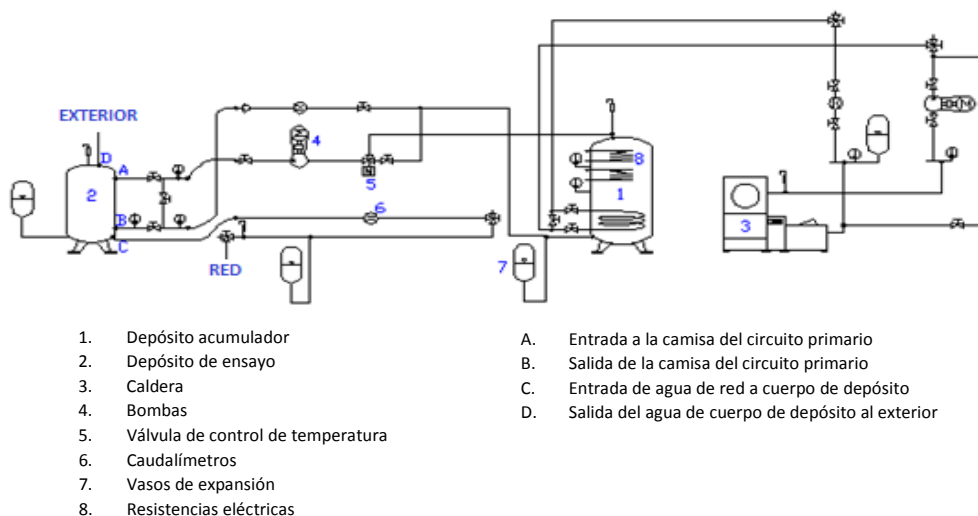 EXTERIOR
D
A
4
8
2
5
1
B
6
3
C
RED
7
1. Depósito acumulador
2. Depósito de ensayo
3. Caldera
4. Bombas
5. Válvula de control de temperatura
6. Caudalímetros
7. Vasos de expansión
8. Resistencias eléctricas
A. Entrada a la camisa del circuito primario
B. Salida de la camisa del circuito primario
C. Entrada de agua de red a cuerpo de depósito
D. Salida del agua de cuerpo de depósito al exterior